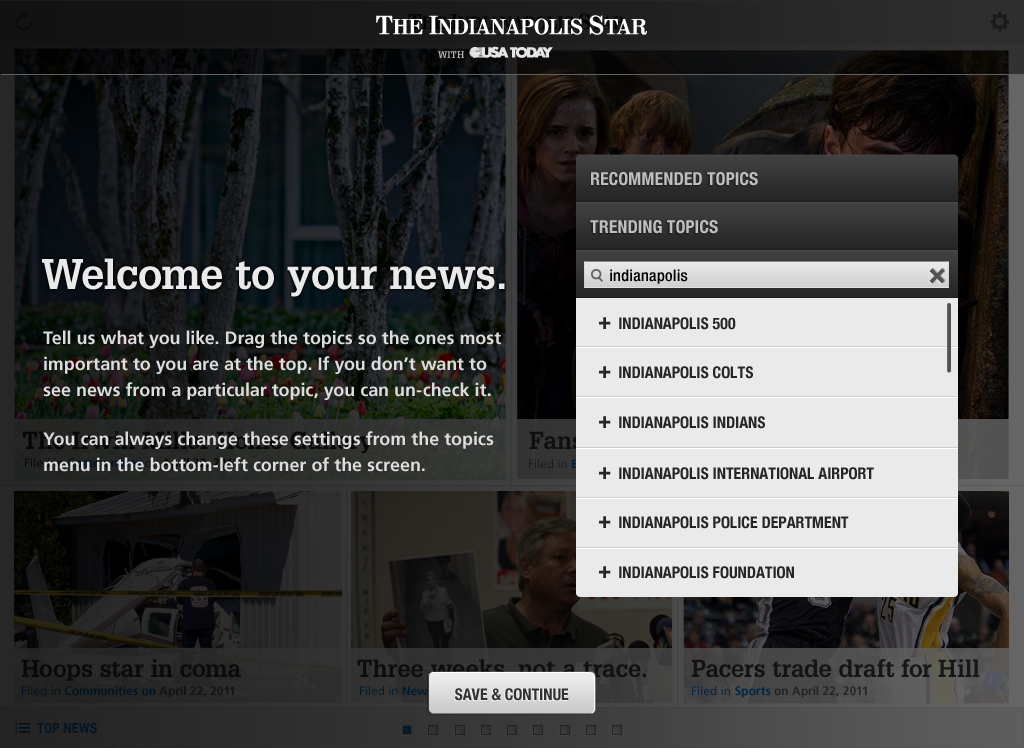 THE INDIANAPOLIS STAR
WITH USA TODAY
RECOMMENDED TOPICS
TRENDING TOPICS
indianapolis
+ INDIANAPOLIS 500
+ INDIANAPOLIS COLTS
+ INDIANAPOLIS INDIANS
+ INDIANAPOLIS INTERNATIONAL AIRPORT
+ INDIANAPOLIS POLICE DEPARTMENT
+ INDIANAPOLIS FOUNDATION
Welcome to your news.
Tell us what you like. Drag the topics so the ones most
important to you are at the top. If you don't want to
see news from a particular topic, you can un-check it.
You can always change these settings from the topics
menu in the bottom-left corner of the screen.
Fans
Filed in
Hoops star in coma
Filed in Communities on April 22, 2011
Three weeks, not a trace.
Filed in
Pacers trade draft for Hill
Filed in Sports on April 22, 2011
SAVE & CONTINUE
TOP NEWS